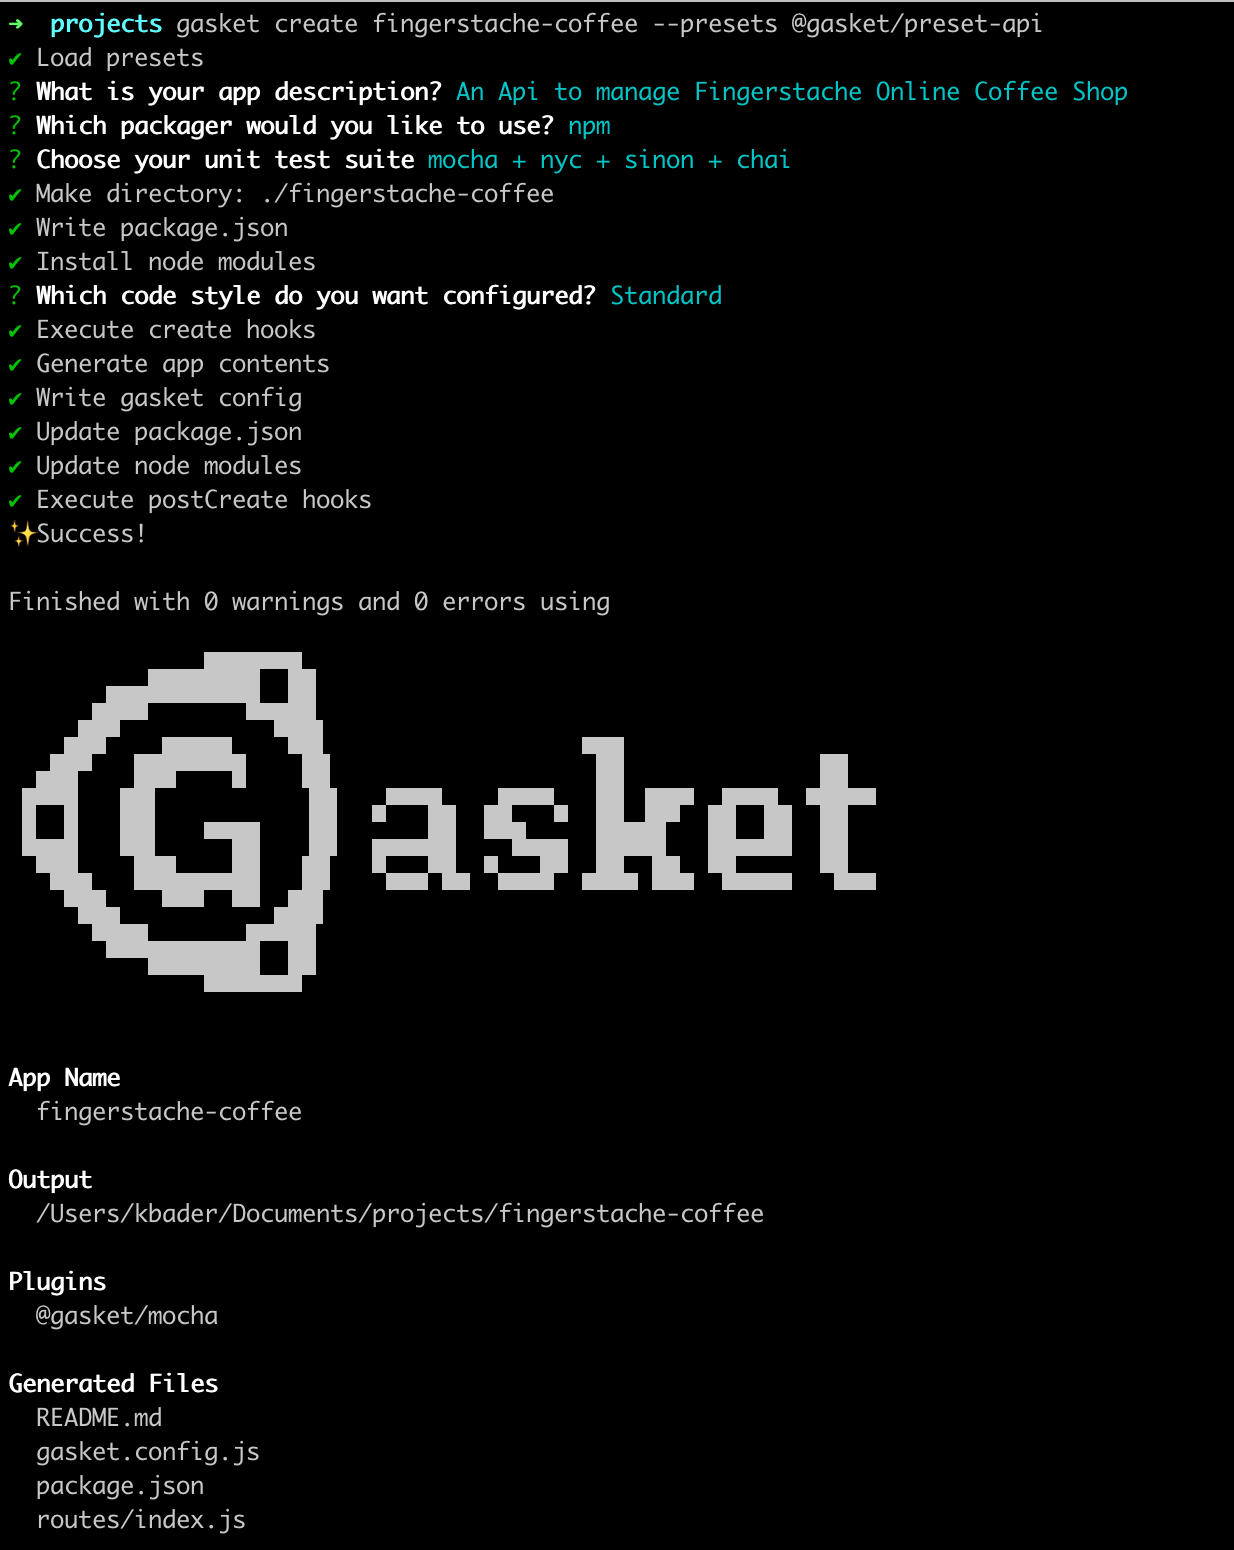 ➜  projects gasket create fingerstache-coffee --presets @gasket/preset-api
✔ Load presets
? What is your app description? An Api to manage Fingerstache Online Coffee Shop
? Which packager would you like to use? npm
? Choose your unit test suite mocha + nyc + sinon + chai
✔ Make directory: ./fingerstache-coffee
✔ Write package.json
✔ Install node modules
? Which code style do you want configured? Standard
✔ Execute create hooks
✔ Generate app contents
✔ Write gasket config
✔ Update package.json
✔ Update node modules
✔ Execute postCreate hooks
✨Success!
Finished with 0 warnings and 0 errors using
Gasket
App Name
fingerstache-coffee
Output
/Users/kbader/Documents/projects/fingerstache-coffee
Plugins
@gasket/mocha
Generated Files
README.md
gasket.config.js
package.json
routes/index.js